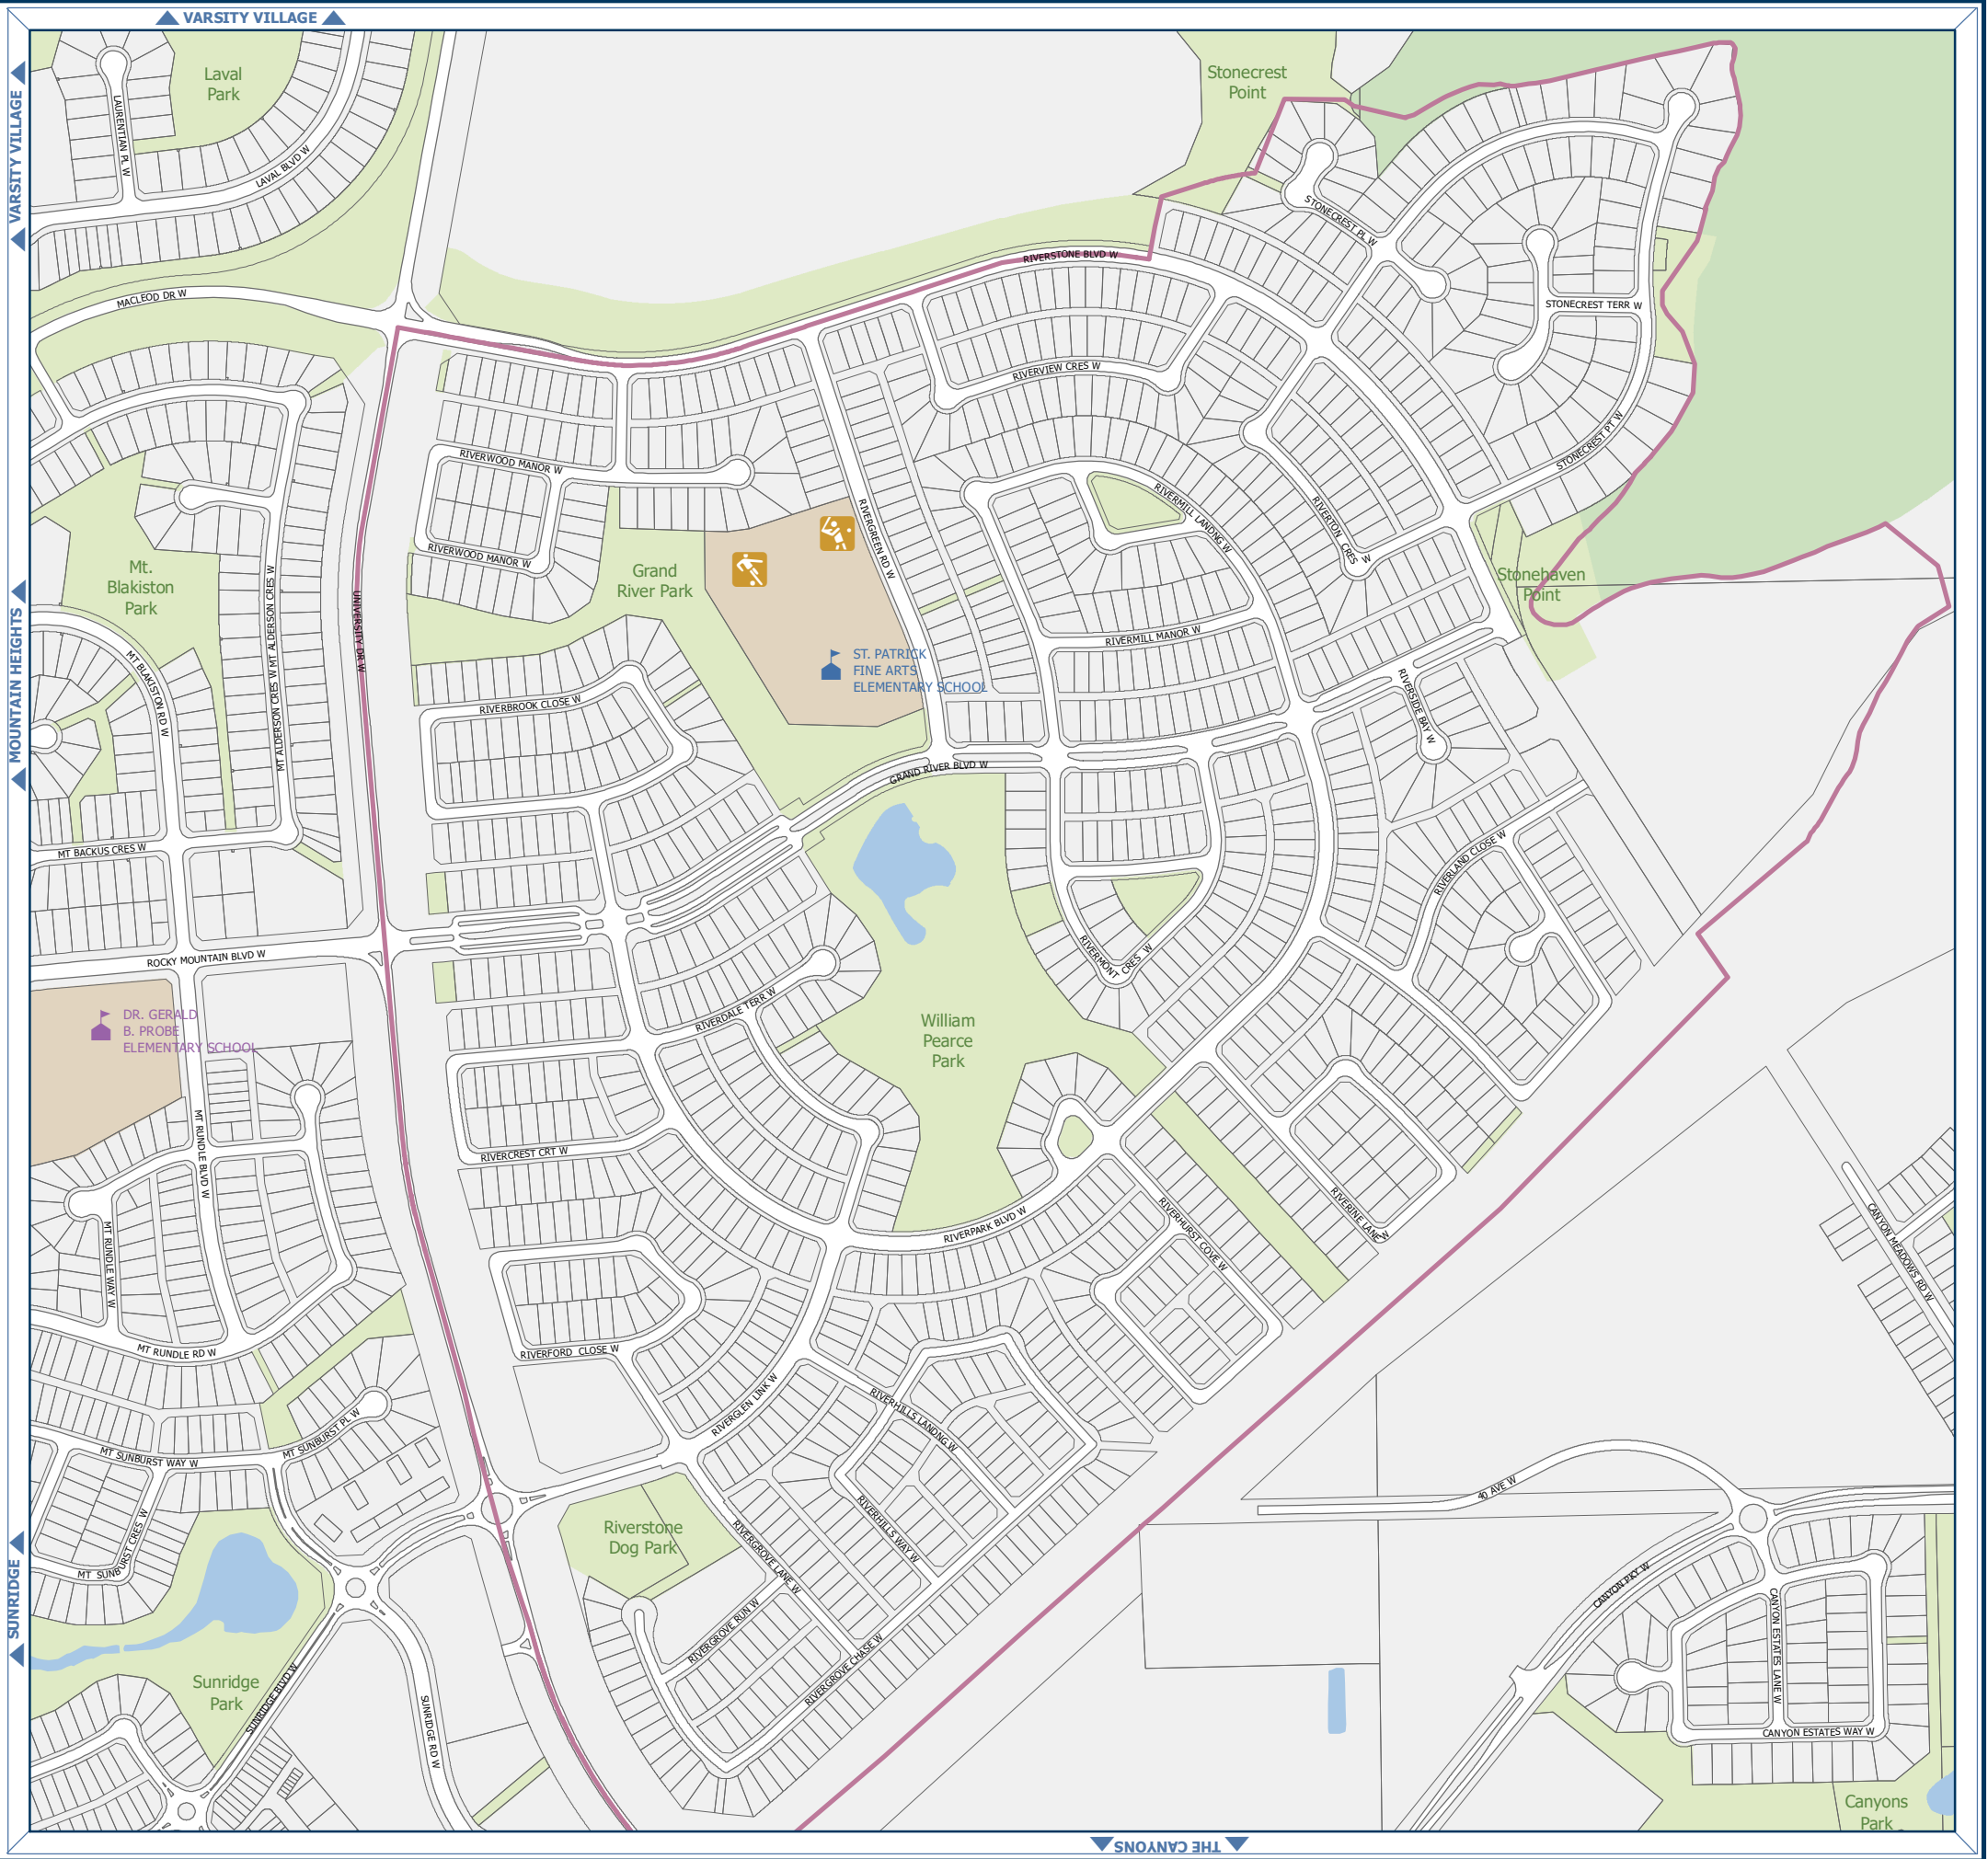 VARSITY VILLAGE
VARSITY VILLAGE
MOUNTAIN HEIGHTS
SUNRIDGE
THE CANYONS
Laval
Park
LAURENTIAN PL W
LAVAL BLVD W
MACLEOD DR W
Stonecrest
Point
STONECREST PL W
RIVERSTONE BLVD W
STONECREST TERR W
STONECREST PT W
RIVERVIEW CRES W
RIVERWOOD MANOR W
RIVERWOOD MANOR W
RIVERGREEN RD W
RIVERMILL LANDNG W
RIVERTON CRES W
Mt.
Blakiston
Park
Grand
River Park
Stonehaven
Point
UNIVERSITY DR W
MT ALDERSON CRES W
MT ALDERSON CRES W
MT ALDERSON CRES W
MT BLAKISTON RD W
ST. PATRICK
FINE ARTS
ELEMENTARY SCHOOL
RIVERMILL MANOR W
RIVERSIDE BAY W
RIVERBROOK CLOSE W
GRAND RIVER BLVD W
MT BACKUS CRES W
RIVERLAND CLOSE W
RIVERMONT CRES W
ROCKY MOUNTAIN BLVD W
DR. GERALD
B. PROBE
ELEMENTARY SCHOOL
RIVERDALE TERR W
William
Pearce
Park
MT RUNDLE BLVD W
RIVERCREST CRT W
MT RUNDLE WAY W
RIVERPARK BLVD W
RIVERHURST COVE W
RIVERINE LANE W
CANYON MEADOWS RD W
MT RUNDLE RD W
RIVERFORD CLOSE W
RIVERGLEN LINK W
RIVERHILLS LANDNG W
MT SUNBURST PL W
MT SUNBURST WAY W
MT SUNBURST CRES W
Riverstone
Dog Park
RIVERGROVE LANE W
RIVERHILLS WAY W
40 AVE W
CANYON PKY W
RIVERGROVE RUN W
RIVERGROVE CHASE W
CANYON ESTATES LANE W
CANYON ESTATES WAY W
Sunridge
Park
SUNRIDGE BLVD W
SUNRIDGE RD W
Canyons
Park